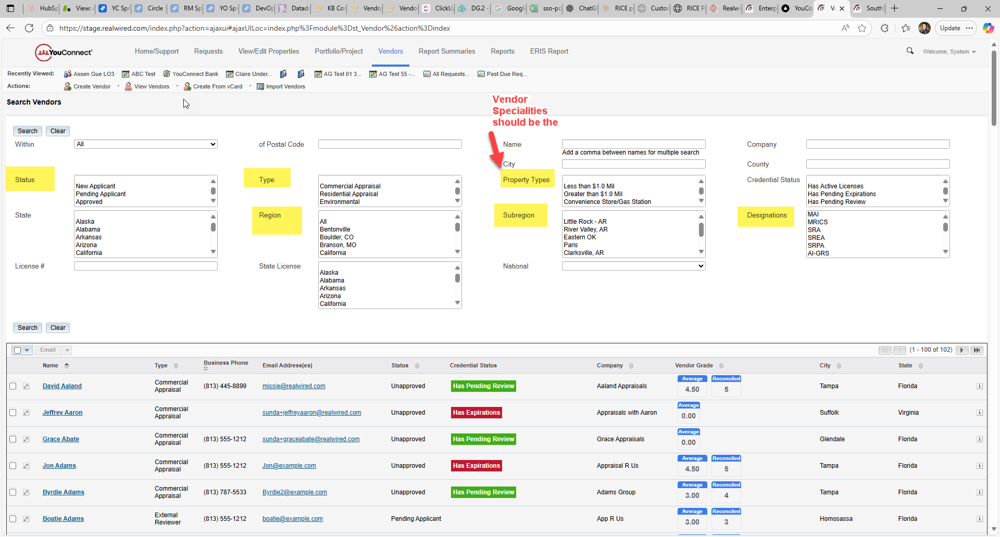 HubSp
View: A
YC Spr
Circle S
RM Sp
YO Spr
DevOp
Datado
KB Cor
Vendo
Vendo
ClickU
DG.2 -
Google
sso-po
ChatG
RICE p
Custor
RICE P
Realwi
Enterp
YouCo
V
South
https://stage.realwired.com/index.php?action=ajaxui#ajaxUILoc=index.php%3Fmodule%3Dst_Vendor%26action%3Dindex
Update
YouConnect
Home/Support
Requests
View/Edit Properties
Portfolio/Project
Vendors
Report Summaries
Reports
ERIS Report
Welcome, System
Recently Viewed:
Assen Gue LO3
ABC Test
YouConnect Bank
Claire Under...
AG Test 01 3...
AG Test 55 -...
All Requests...
Past Due Req...
Actions:
Create Vendor
View Vendors
Create From vCard
Import Vendors
Search Vendors
Vendor
Specialities
should be the
Search
Clear
Within
All
of Postal Code
Name
Add a comma between names for multiple search
Company
City
County
Status
New Applicant
Pending Applicant
Approved
Type
Commercial Appraisal
Residential Appraisal
Environmental
Property Types
Less than $1.0 Mil
Greater than $1.0 Mil
Convenience Store/Gas Station
Credential Status
Has Active Licenses
Has Pending Expirations
Has Pending Review
State
Alaska
Alabama
Arkansas
Arizona
California
Region
All
Bentonville
Boulder, CO
Branson, MO
California
Subregion
Little Rock - AR
River Valley, AR
Eastern OK
Paris
Clarksville, AR
Designations
MAI
MRICS
SRA
SREA
SRPA
AI-GRS
License #
State License
Alaska
Alabama
Arkansas
Arizona
California
National
Search
Clear
Email
(1 - 100 of 102)
Name
Type
Business Phone
Email Address(es)
Status
Credential Status
Company
Vendor Grade
City
State
David Aaland
Commercial
Appraisal
(813) 445-8899
missie@realwired.com
Unapproved
Has Pending Review
Aaland Appraisals
Average
4.50
Reconciled
5
Tampa
Florida
Jeffrey Aaron
Commercial
Appraisal
sunda+jeffreyaaron@realwired.com
Unapproved
Has Expirations
Appraisals with Aaron
Average
0.00
Suffolk
Virginia
Grace Abate
Commercial
Appraisal
(813) 555-1212
sunda+graceabate@realwired.com
Unapproved
Has Pending Review
Grace Appraisals
Average
0.00
Glendale
Florida
Jon Adams
Commercial
Appraisal
(813) 555-1212
Jon@example.com
Unapproved
Has Expirations
Appraisal R Us
Average
4.50
Reconciled
5
Tampa
Florida
Byrdie Adams
Commercial
Appraisal
(813) 787-5533
Byrdie2@example.com
Unapproved
Has Pending Review
Adams Group
Average
3.00
Reconciled
4
Tampa
Florida
Boatie Adams
External
Reviewer
(813) 555-1212
boatie@example.com
Pending Applicant
App R Us
Average
3.00
Reconciled
3
Homosassa
Florida